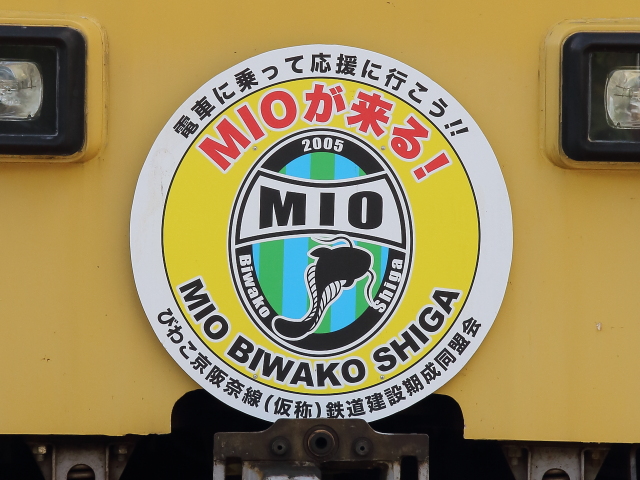 電車に乗って応援に行こう!!
MIOが来る!
2005
MIO
Biwako
Shiga
MIO BIWAKO SHIGA
びわこ京阪奈線(仮称)鉄道建設期成同盟会